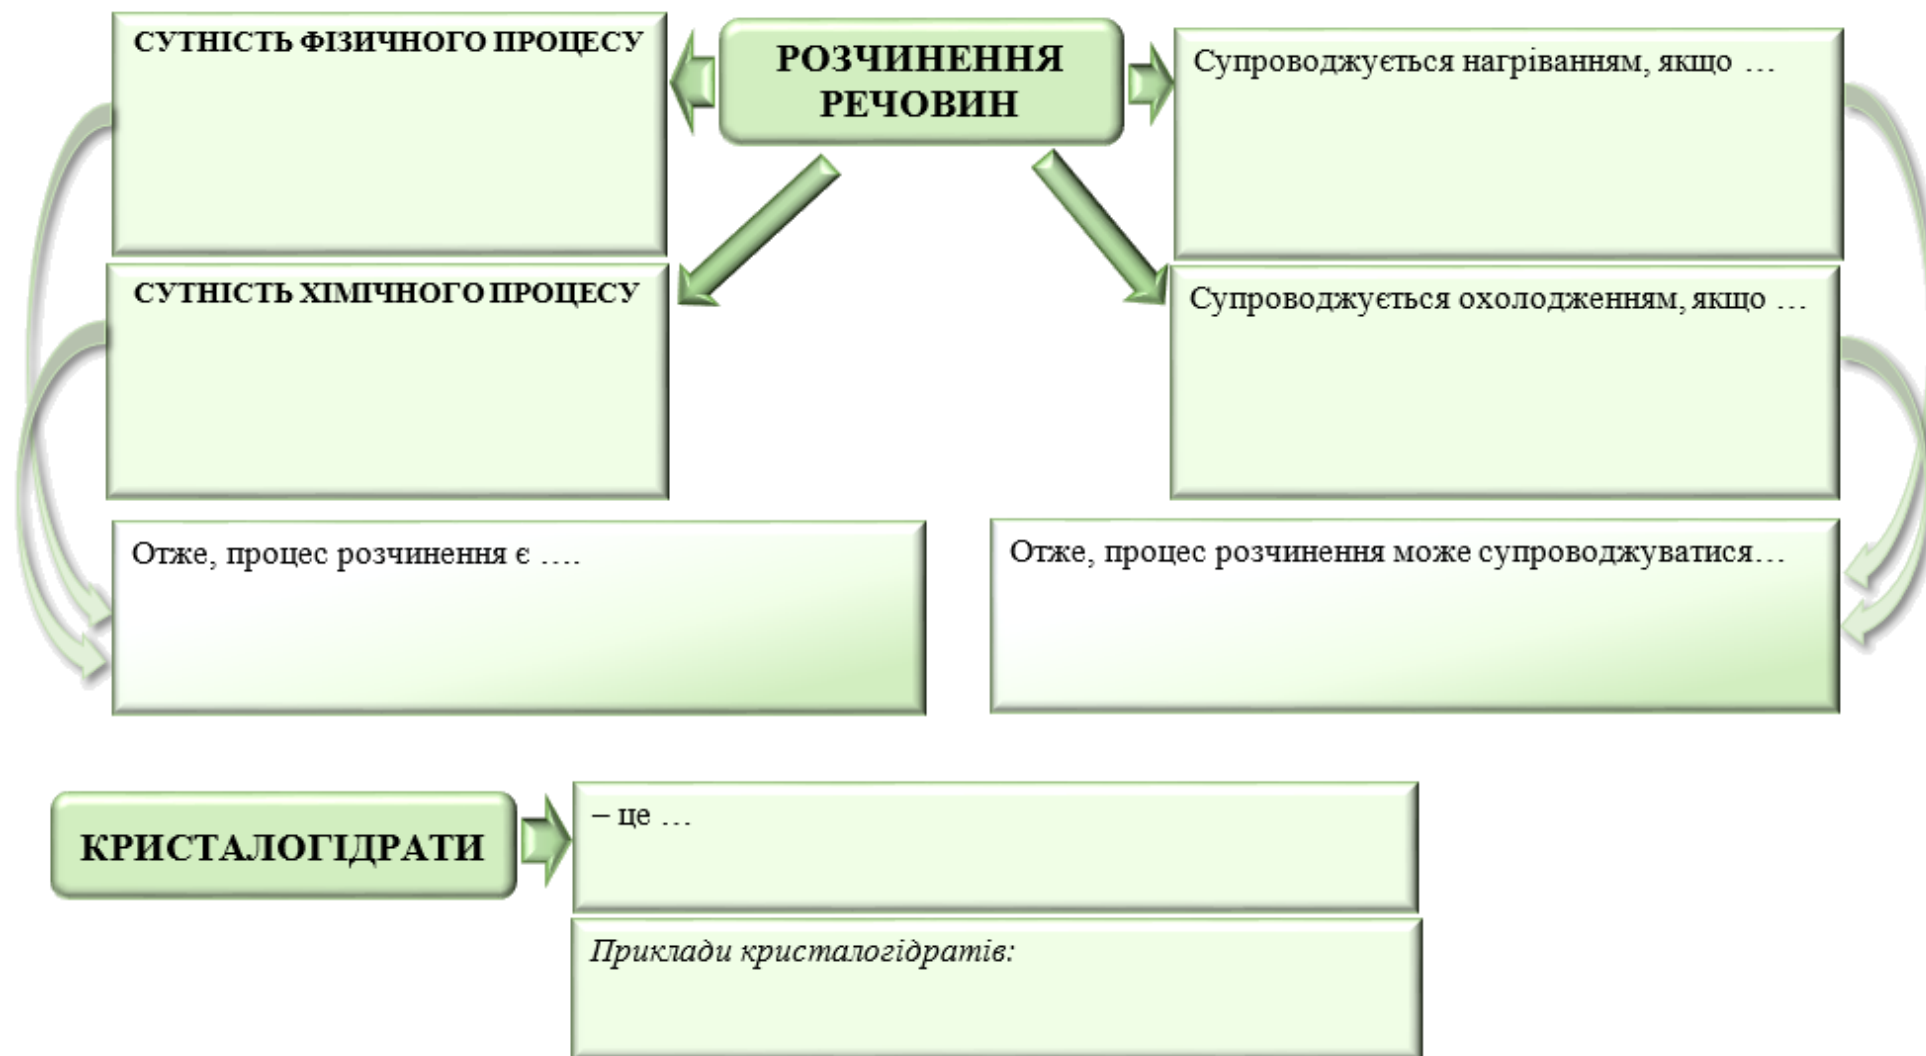 СУТНІСТЬ ФІЗИЧНОГО ПРОЦЕСУ
РОЗЧИНЕННЯ
РЕЧОВИН
Супроводжується нагріванням, якщо …
СУТНІСТЬ ХІМІЧНОГО ПРОЦЕСУ
Супроводжується охолодженням, якщо …
Отже, процес розчинення є ….
Отже, процес розчинення може супроводжуватися…
КРИСТАЛОГІДРАТИ
– це …
Приклади кристалогідратів: